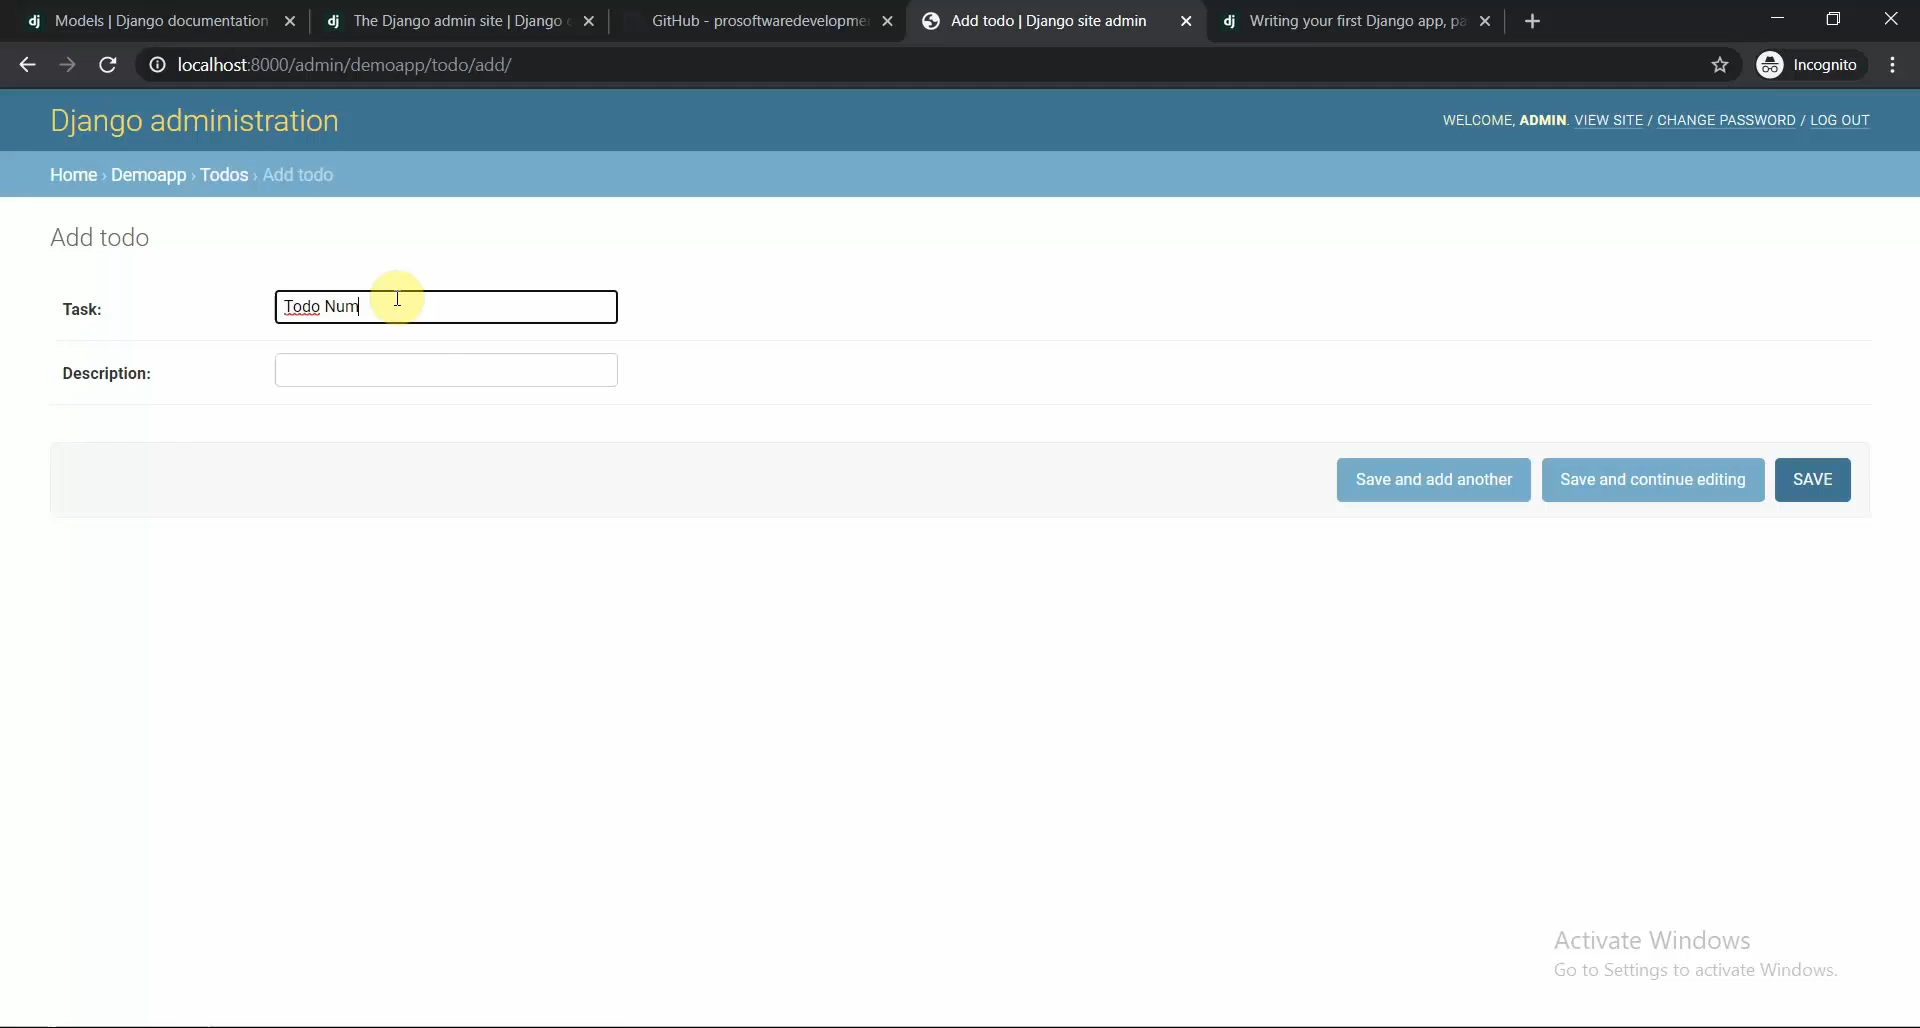 Models | Django documentation
The Django admin site | Django
GitHub - prosoftwaredevelopme
Add todo | Django site admin
Writing your first Django app, pa
localhost:8000/admin/demoapp/todo/add/
Incognito
Django administration
WELCOME, ADMIN. VIEW SITE / CHANGE PASSWORD / LOG OUT
Home › Demoapp › Todos › Add todo
Add todo
Task:
Todo Num
Description:
Save and add another
Save and continue editing
SAVE
Activate Windows
Go to Settings to activate Windows.